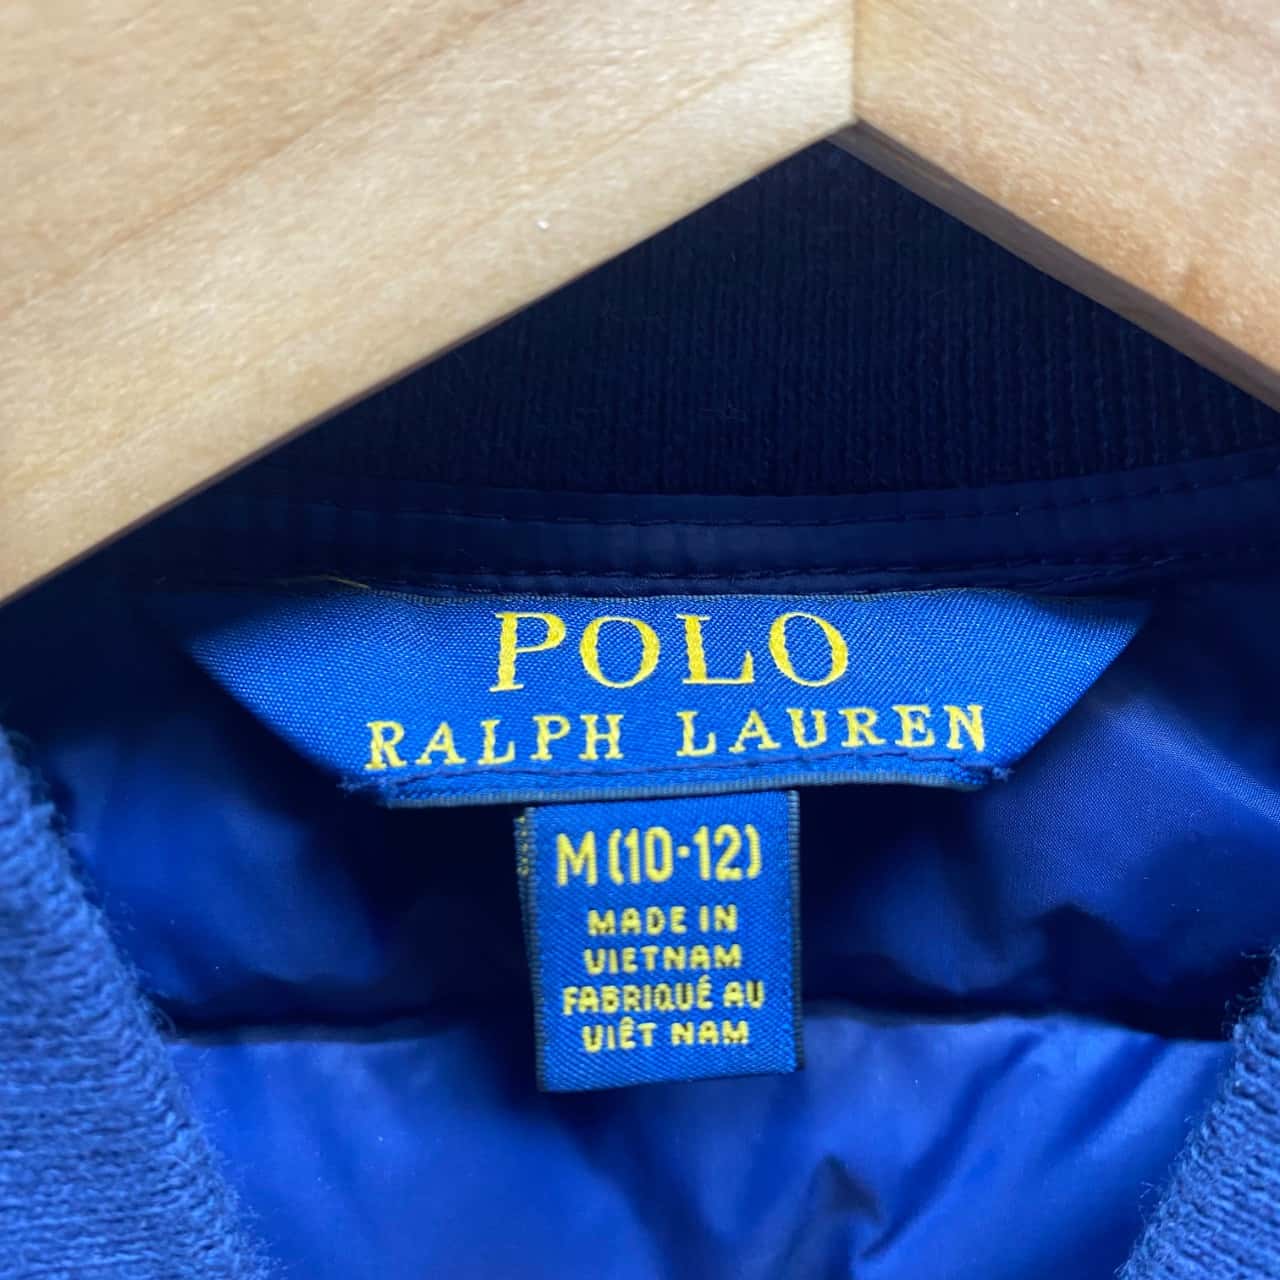 POLO
RALPH LAUREN
M(10-12)
MADE IN
VIETNAM
FABRIQUÉ AU
VIÊT NAM